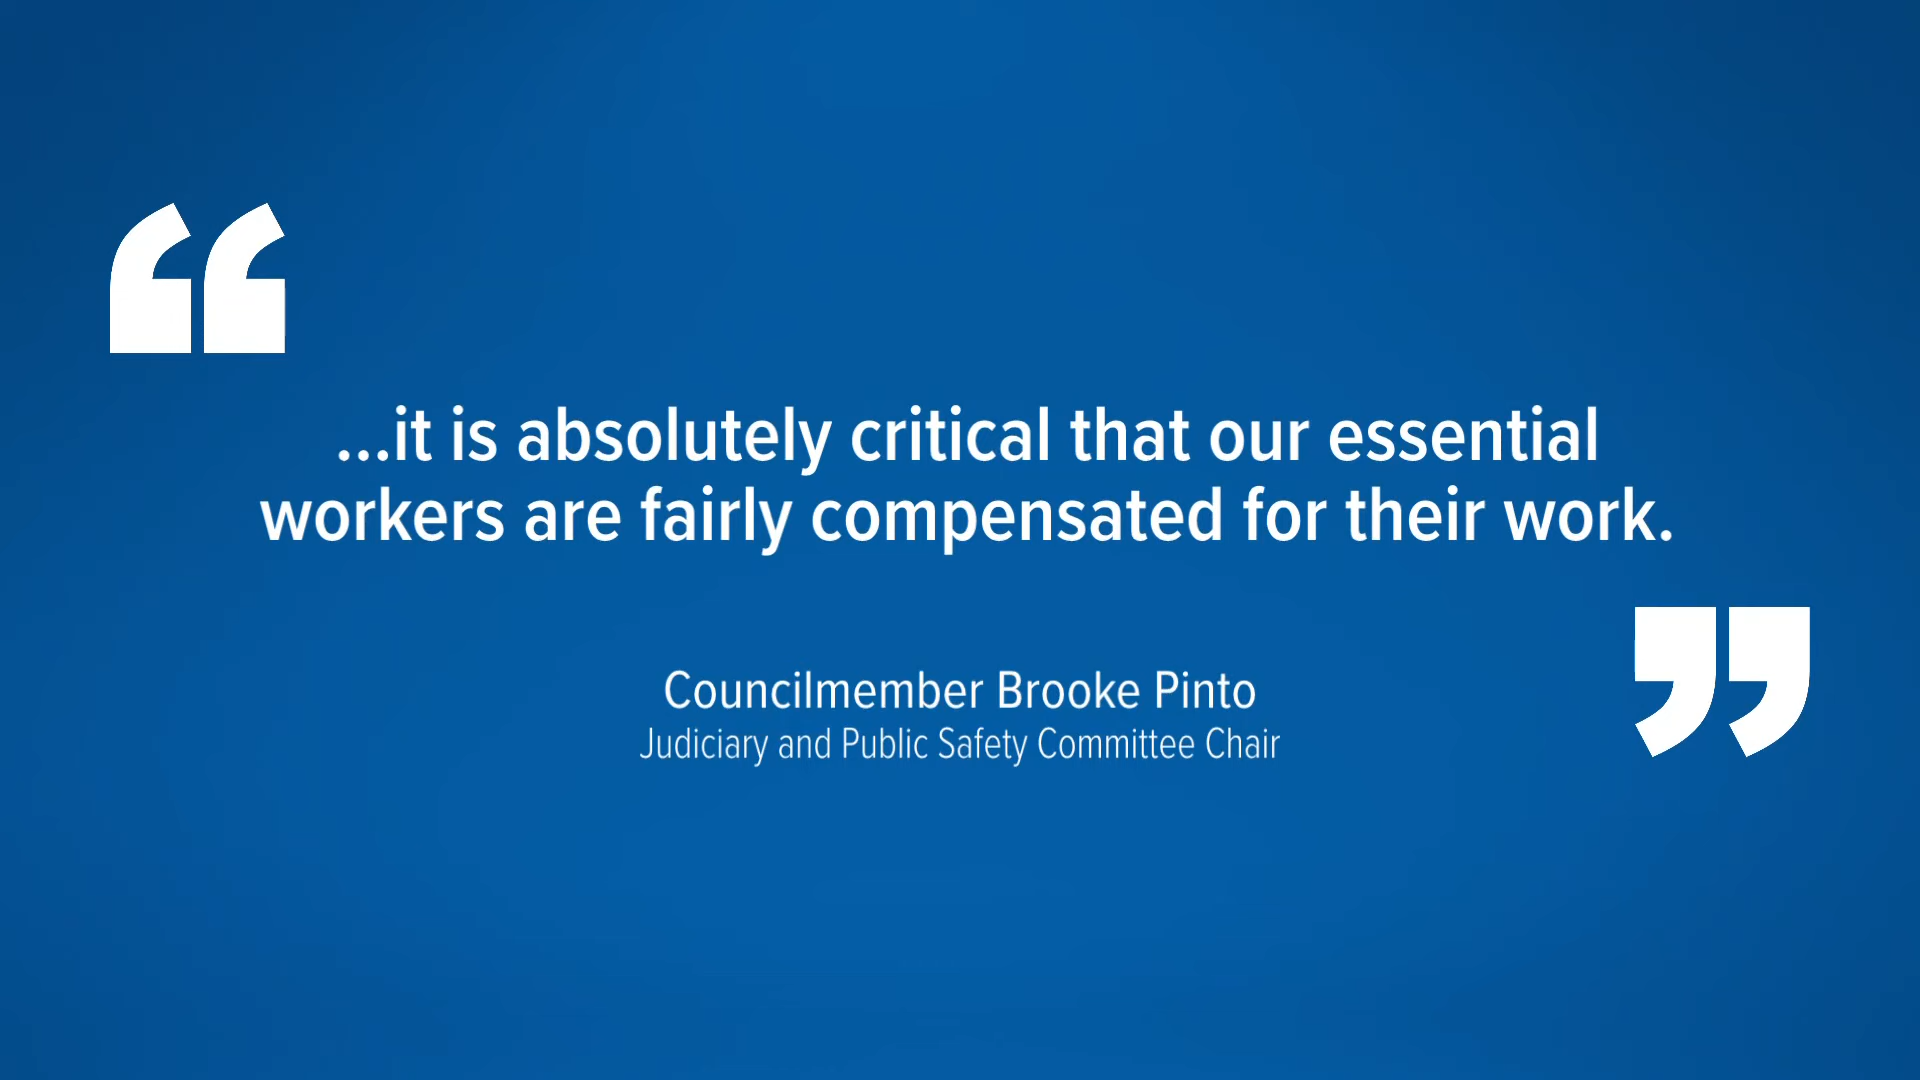 “
...it is absolutely critical that our essential
workers are fairly compensated for their work.
”
Councilmember Brooke Pinto
Judiciary and Public Safety Committee Chair